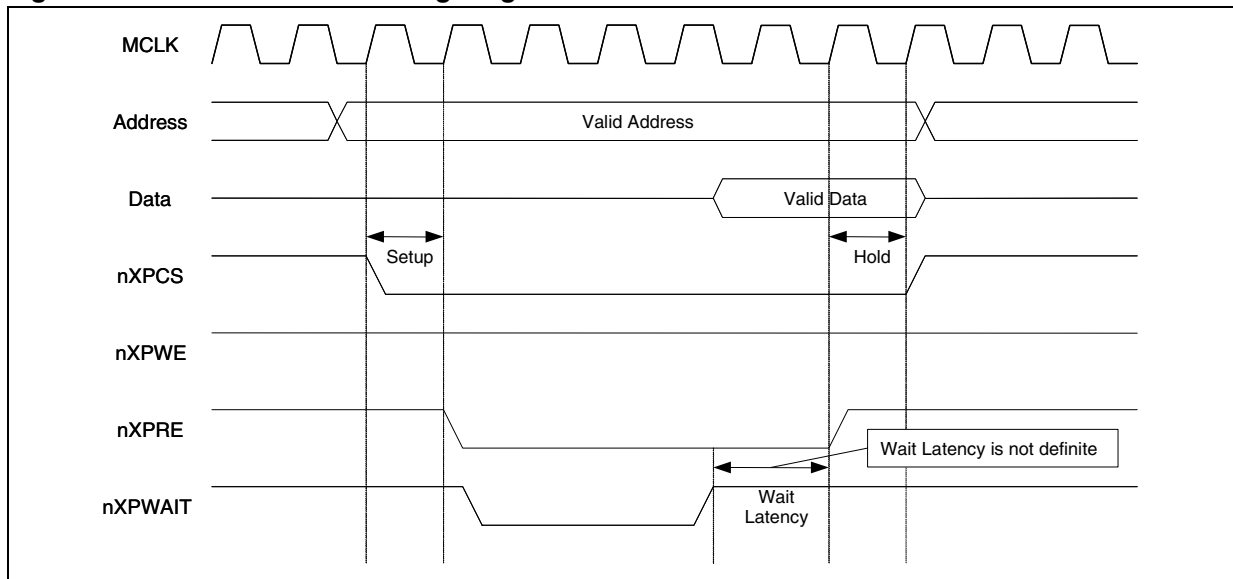 MCLK
Address
Valid Address
Data
Valid Data
Setup
Hold
nXPCS
nXPWE
nXPRE
Wait Latency is not definite
nXPWAIT
Wait
Latency